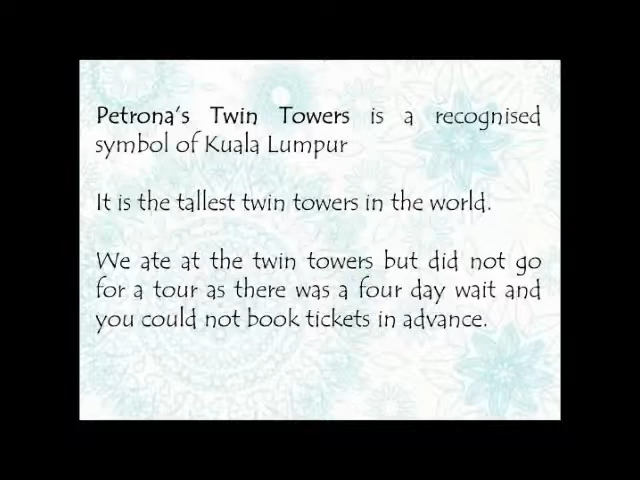 Petrona's Twin Towers is a recognised
symbol of Kuala Lumpur
It is the tallest twin towers in the world.
We ate at the twin towers but did not go
for a tour as there was a four day wait and
you could not book tickets in advance.